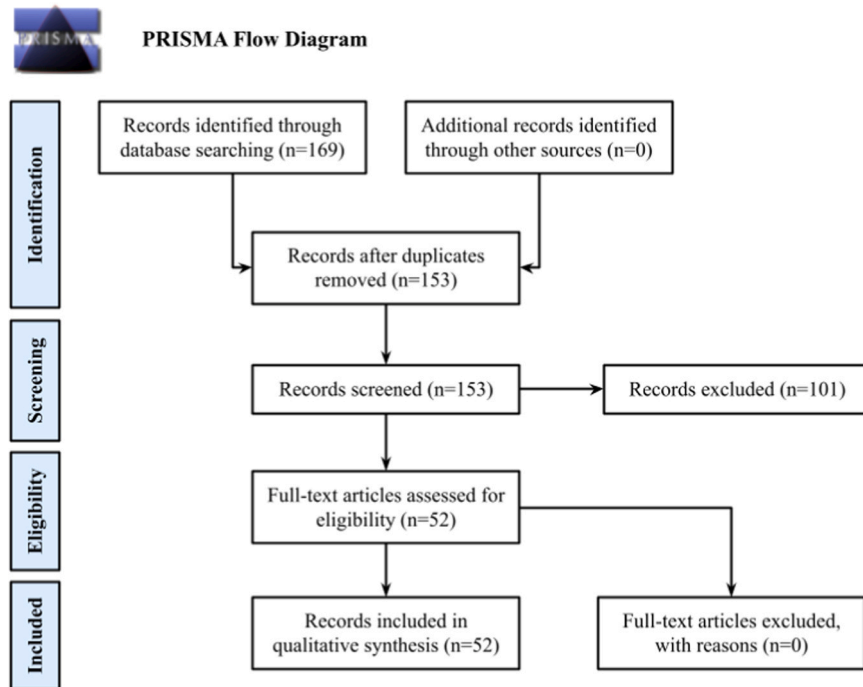 PRISMA
PRISMA Flow Diagram
Identification
Records identified through
database searching (n=169)
Additional records identified
through other sources (n=0)
Records after duplicates
removed (n=153)
Screening
Records screened (n=153)
Records excluded (n=101)
Eligibility
Full-text articles assessed for
eligibility (n=52)
Included
Records included in
qualitative synthesis (n=52)
Full-text articles excluded,
with reasons (n=0)